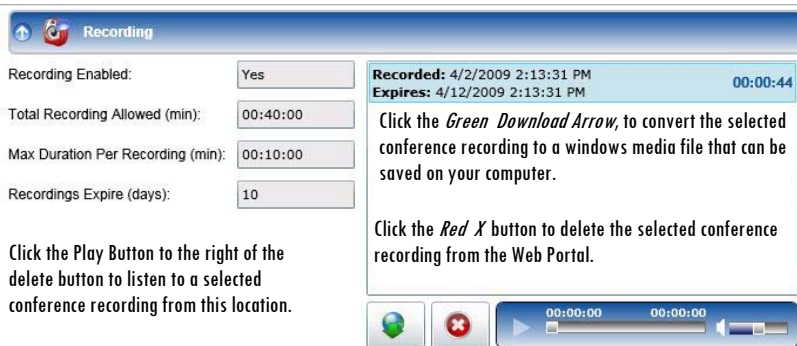 Recording
Recording Enabled: Yes
Total Recording Allowed (min): 00:40:00
Max Duration Per Recording (min): 00:10:00
Recordings Expire (days): 10
Click the Play Button to the right of the
delete button to listen to a selected
conference recording from this location.
Recorded: 4/2/2009 2:13:31 PM
Expires: 4/12/2009 2:13:31 PM
00:00:44
Click the Green Download Arrow, to convert the selected
conference recording to a windows media file that can be
saved on your computer.
Click the Red X button to delete the selected conference
recording from the Web Portal.
00:00:00 00:00:00